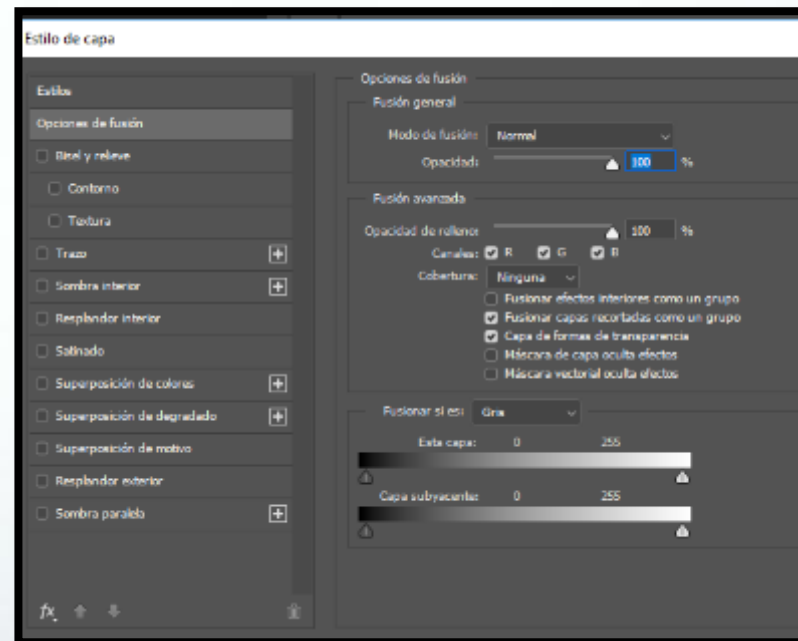 Estilo de capa
Estilos
Opciones de fusión
Bisel y relieve
Contorno
Textura
Trazo
Sombra interior
Resplandor interior
Satinado
Superposición de colores
Superposición de degradado
Superposición de motivo
Resplandor exterior
Sombra paralela
fx
Opciones de fusión
Fusión general
Modo de fusión: Normal
Opacidad: 100 %
Fusión avanzada
Opacidad de relleno: 100 %
Canales: R G B
Cobertura: Ninguna
Fusionar efectos interiores como un grupo
Fusionar capas recortadas como un grupo
Capa de formas de transparencia
Máscara de capa oculta efectos
Máscara vectorial oculta efectos
Fusionar si es: Gris
Esta capa: 0 255
Capa subyacente: 0 255